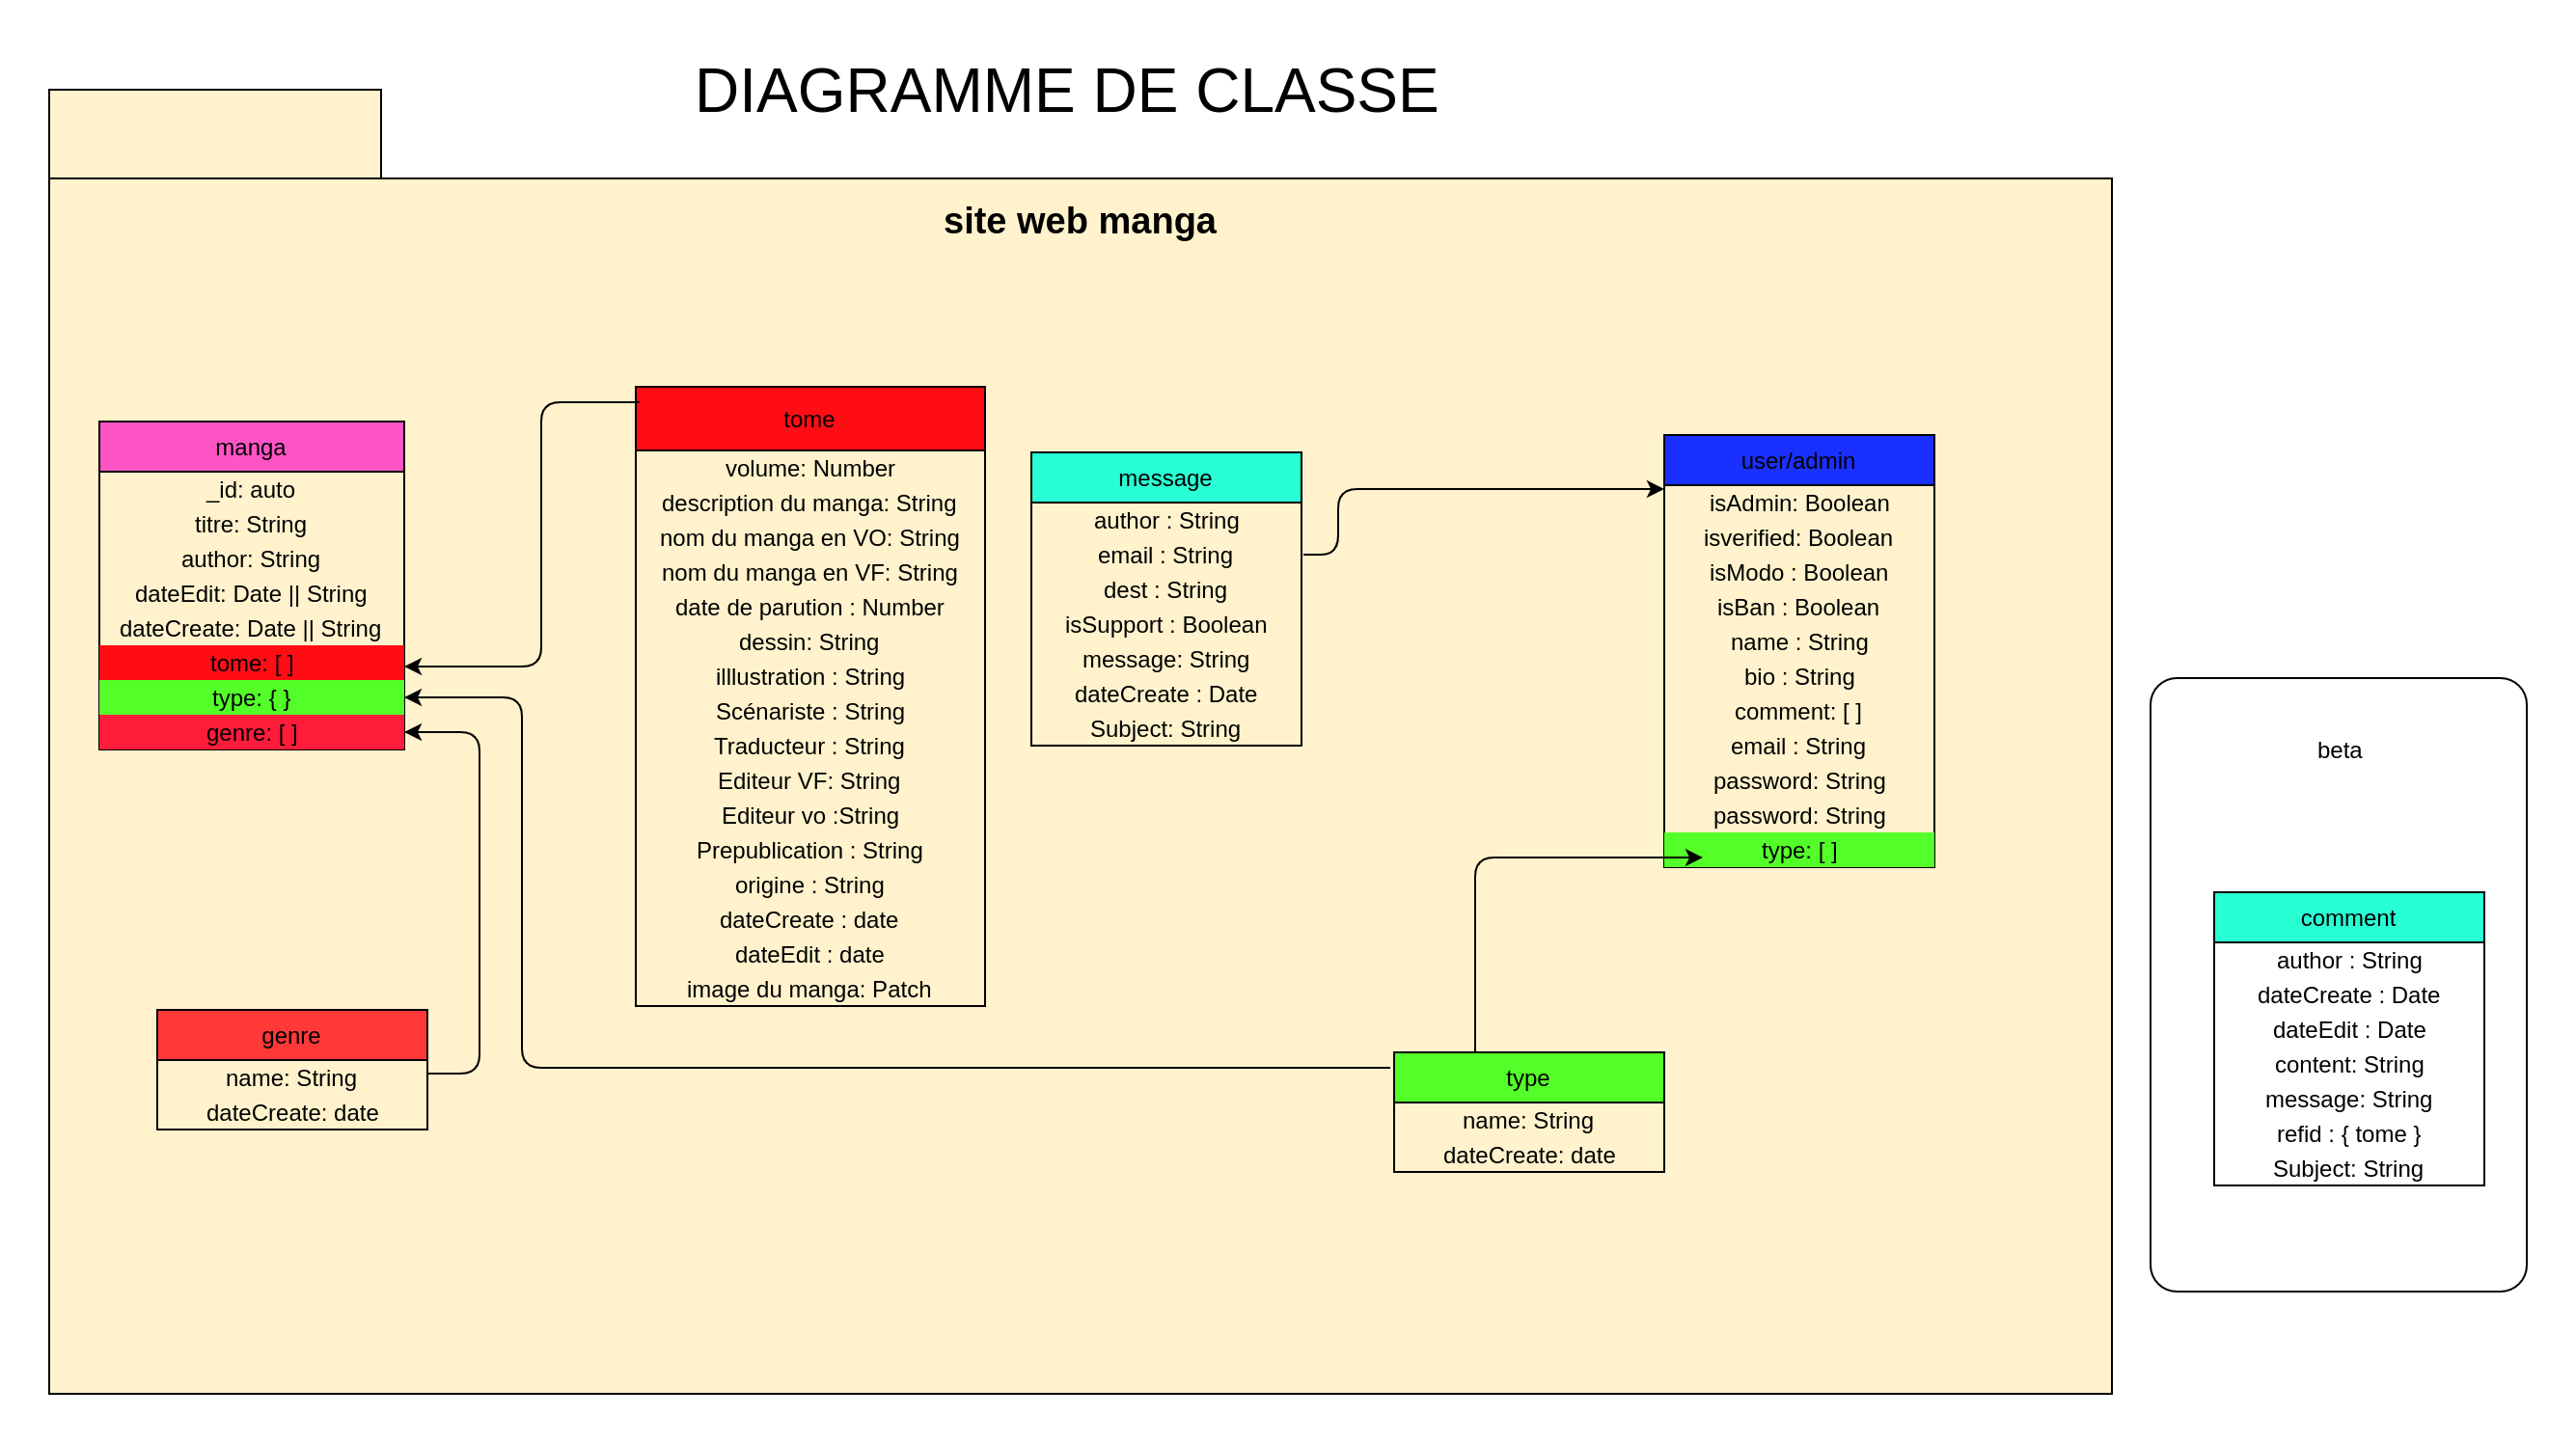 DIAGRAMME DE CLASSE
site web manga
manga
_id: auto
titre: String
author: String
dateEdit: Date || String
dateCreate: Date || String
tome: [ ]
type: { }
genre: [ ]
tome
volume: Number
description du manga: String
nom du manga en VO: String
nom du manga en VF: String
date de parution : Number
dessin: String
illlustration : String
Scénariste : String
Traducteur : String
Editeur VF: String
Editeur vo :String
Prepublication : String
origine : String
dateCreate : date
dateEdit : date
image du manga: Patch
message
author : String
email : String
dest : String
isSupport : Boolean
message: String
dateCreate : Date
Subject: String
user/admin
isAdmin: Boolean
isverified: Boolean
isModo : Boolean
isBan : Boolean
name : String
bio : String
comment: [ ]
email : String
password: String
password: String
type: [ ]
genre
name: String
dateCreate: date
type
name: String
dateCreate: date
beta
comment
author : String
dateCreate : Date
dateEdit : Date
content: String
message: String
refid : { tome }
Subject: String